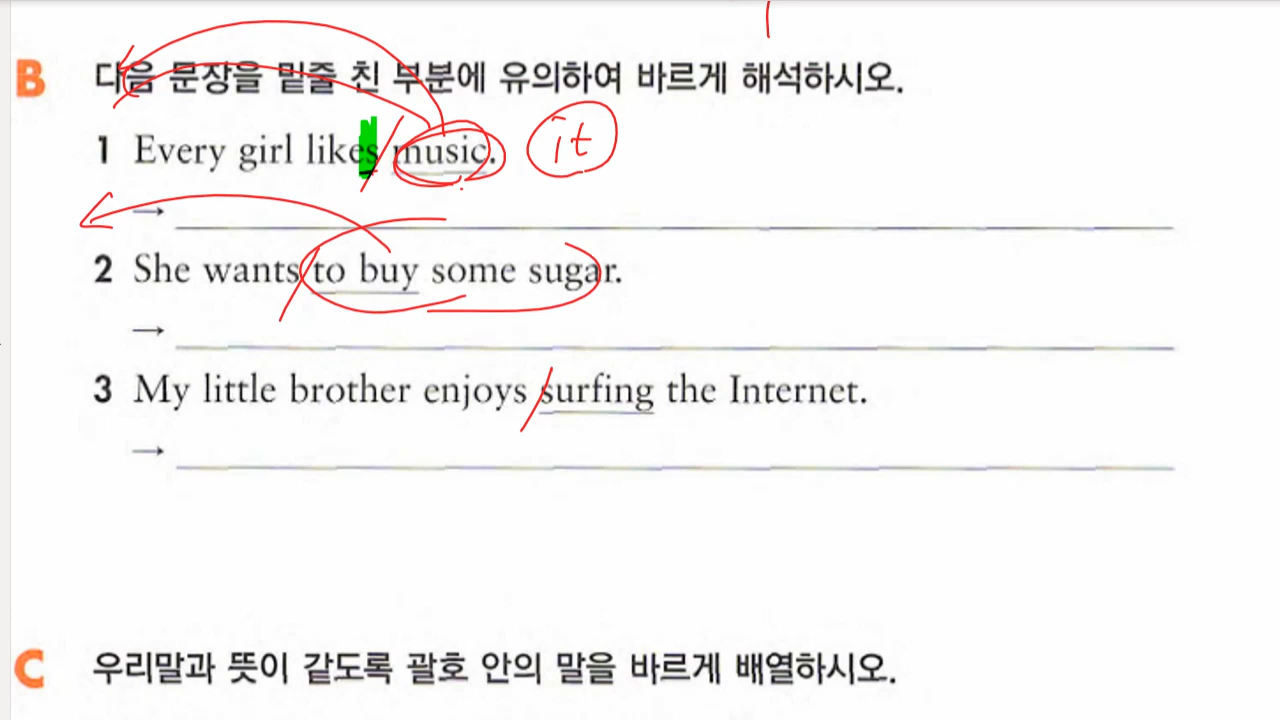 B 다음 문장을 밑줄 친 부분에 유의하여 바르게 해석하시오.
1 Every girl likes music. it
→
2 She wants to buy some sugar.
→
3 My little brother enjoys surfing the Internet.
→
C 우리말과 뜻이 같도록 괄호 안의 말을 바르게 배열하시오.